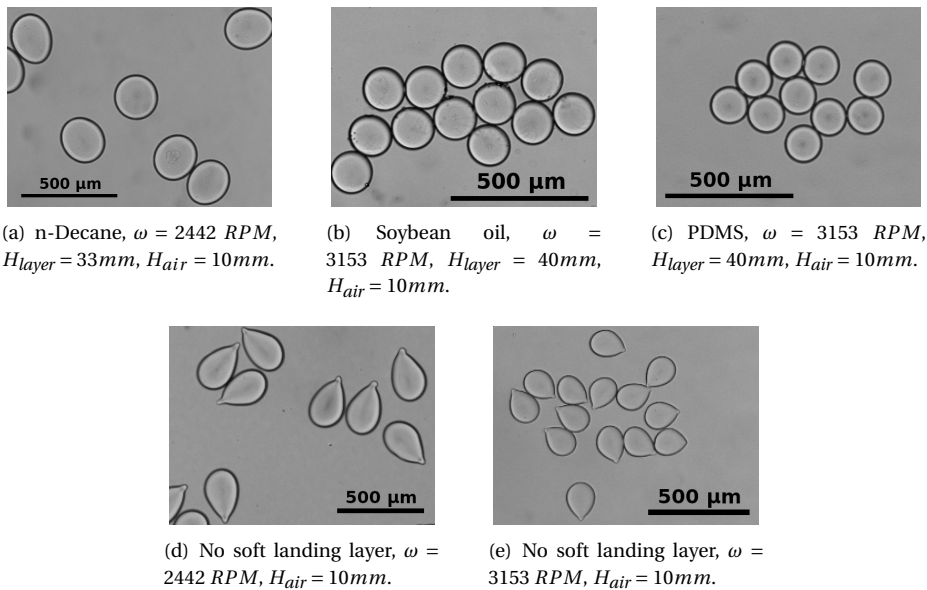 500 µm
500 µm
500 µm
(a) n-Decane, ω = 2442 RPM,
H_layer = 33mm, H_air = 10mm.
(b) Soybean oil, ω =
3153 RPM, H_layer = 40mm,
H_air = 10mm.
(c) PDMS, ω = 3153 RPM,
H_layer = 40mm, H_air = 10mm.
500 µm
500 µm
(d) No soft landing layer, ω =
2442 RPM, H_air = 10mm.
(e) No soft landing layer, ω =
3153 RPM, H_air = 10mm.